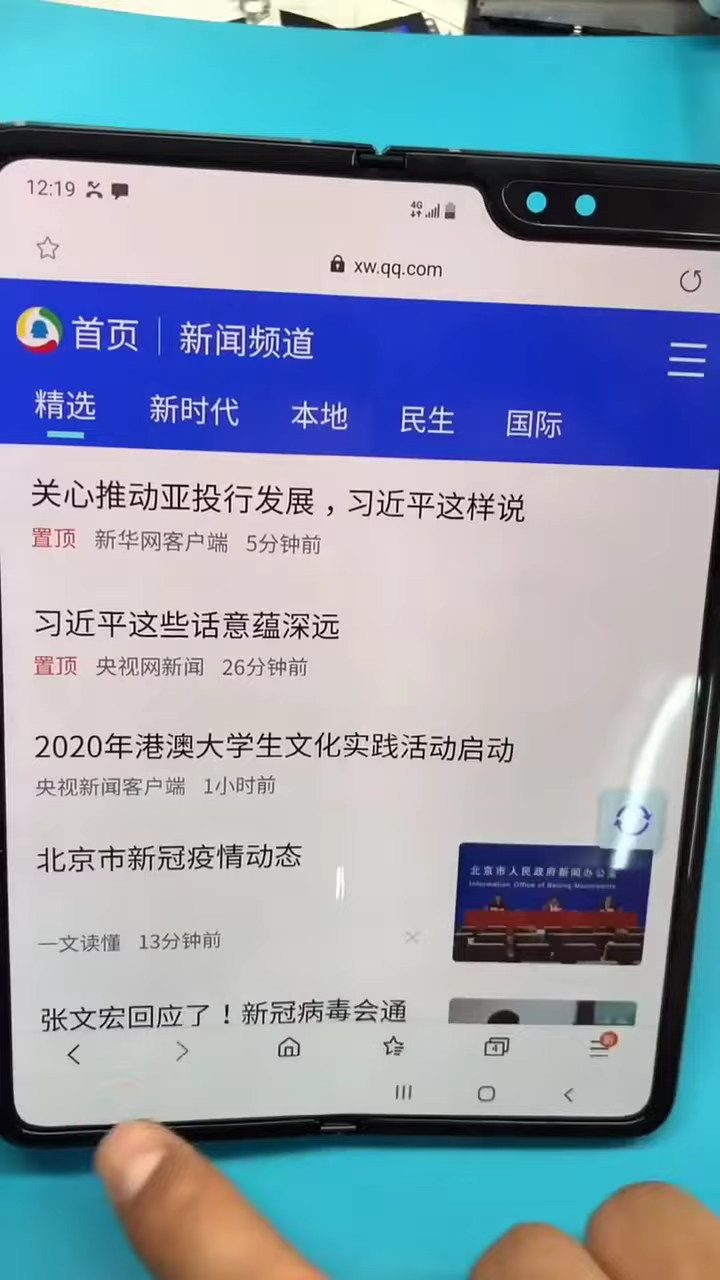 12:19
4G
xw.qq.com
首页 | 新闻频道
精选 新时代 本地 民生 国际
关心推动亚投行发展，习近平这样说
置顶 新华网客户端 5分钟前
习近平这些话意蕴深远
置顶 央视网新闻 26分钟前
2020年港澳大学生文化实践活动启动
央视新闻客户端 1小时前
北京市新冠疫情动态
北京市人民政府新闻办公室
Information Office of Beijing Municipality
一文读懂 13分钟前
张文宏回应了！新冠病毒会通
4